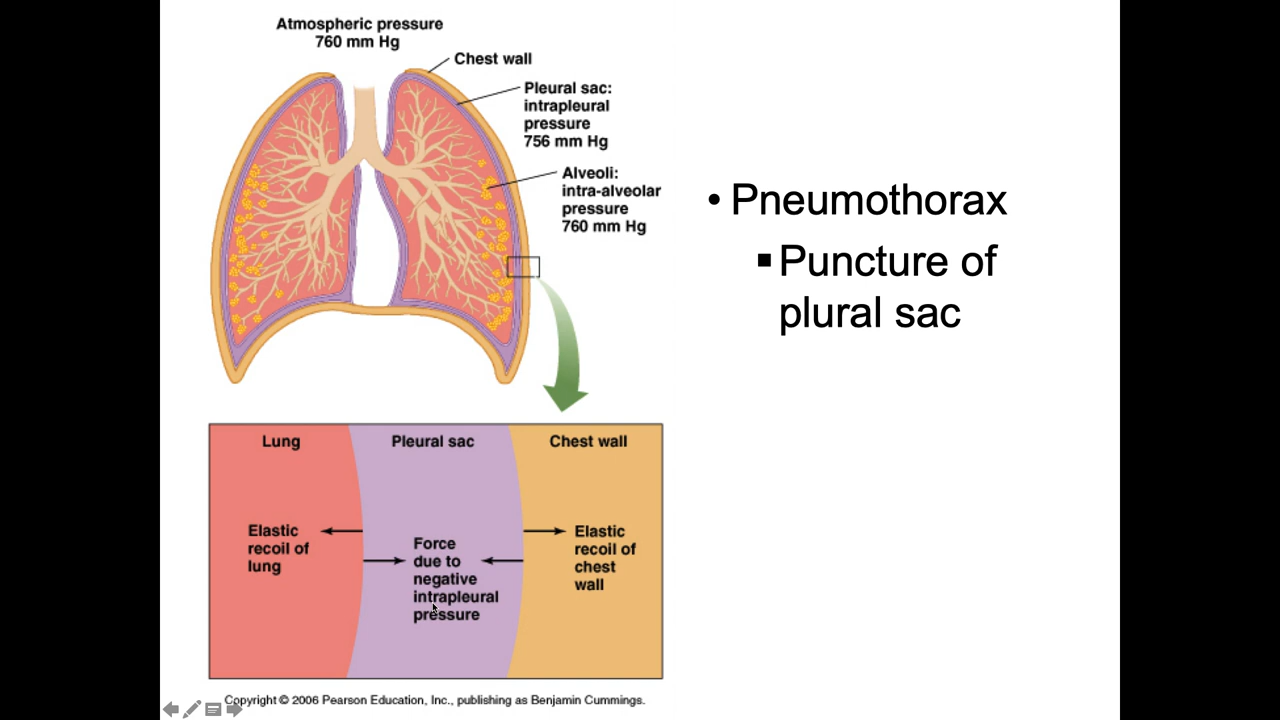 Atmospheric pressure
760 mm Hg
Chest wall
Pleural sac:
intrapleural
pressure
756 mm Hg
Alveoli:
intra-alveolar
pressure
760 mm Hg
• Pneumothorax
▪ Puncture of
plural sac
Lung
Pleural sac
Chest wall
Elastic
recoil of
lung
Force
due to
negative
intrapleural
pressure
Elastic
recoil of
chest
wall
Copyright © 2006 Pearson Education, Inc., publishing as Benjamin Cummings.